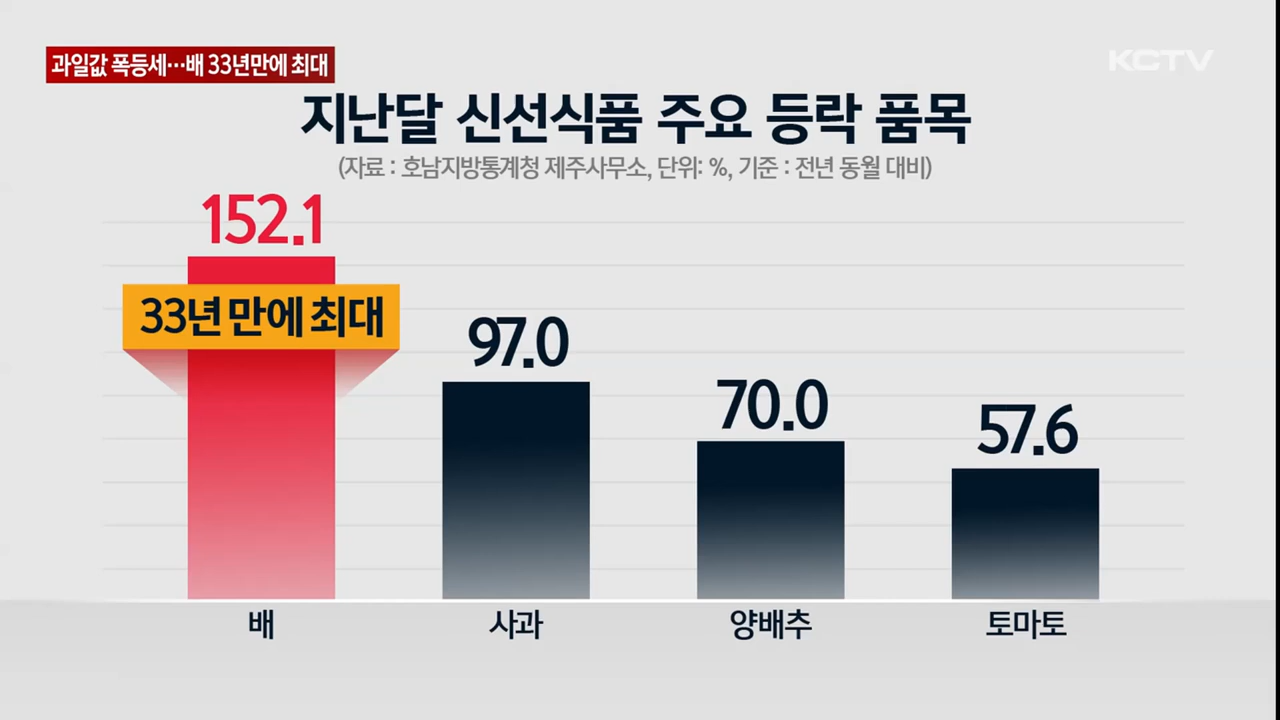 과일값 폭등세…배 33년만에 최대
KCTV
지난달 신선식품 주요 등락 품목
(자료 : 호남지방통계청 제주사무소, 단위: %, 기준 : 전년 동월 대비)
152.1
33년 만에 최대
97.0
70.0
57.6
배
사과
양배추
토마토